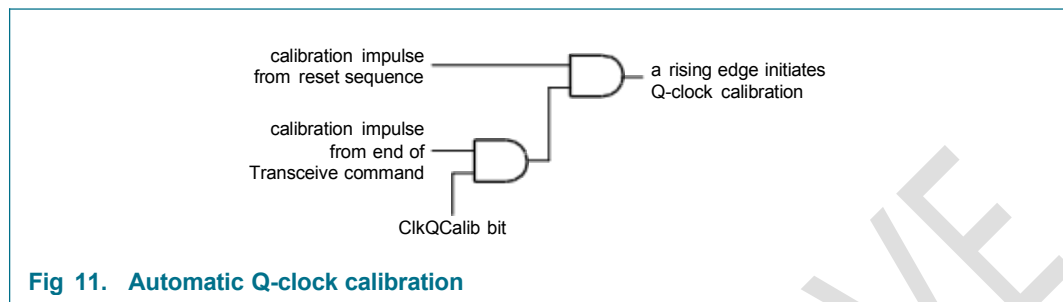 calibration impulse
from reset sequence
a rising edge initiates
Q-clock calibration
calibration impulse
from end of
Transceive command
ClkQCalib bit
Fig 11. Automatic Q-clock calibration
VE